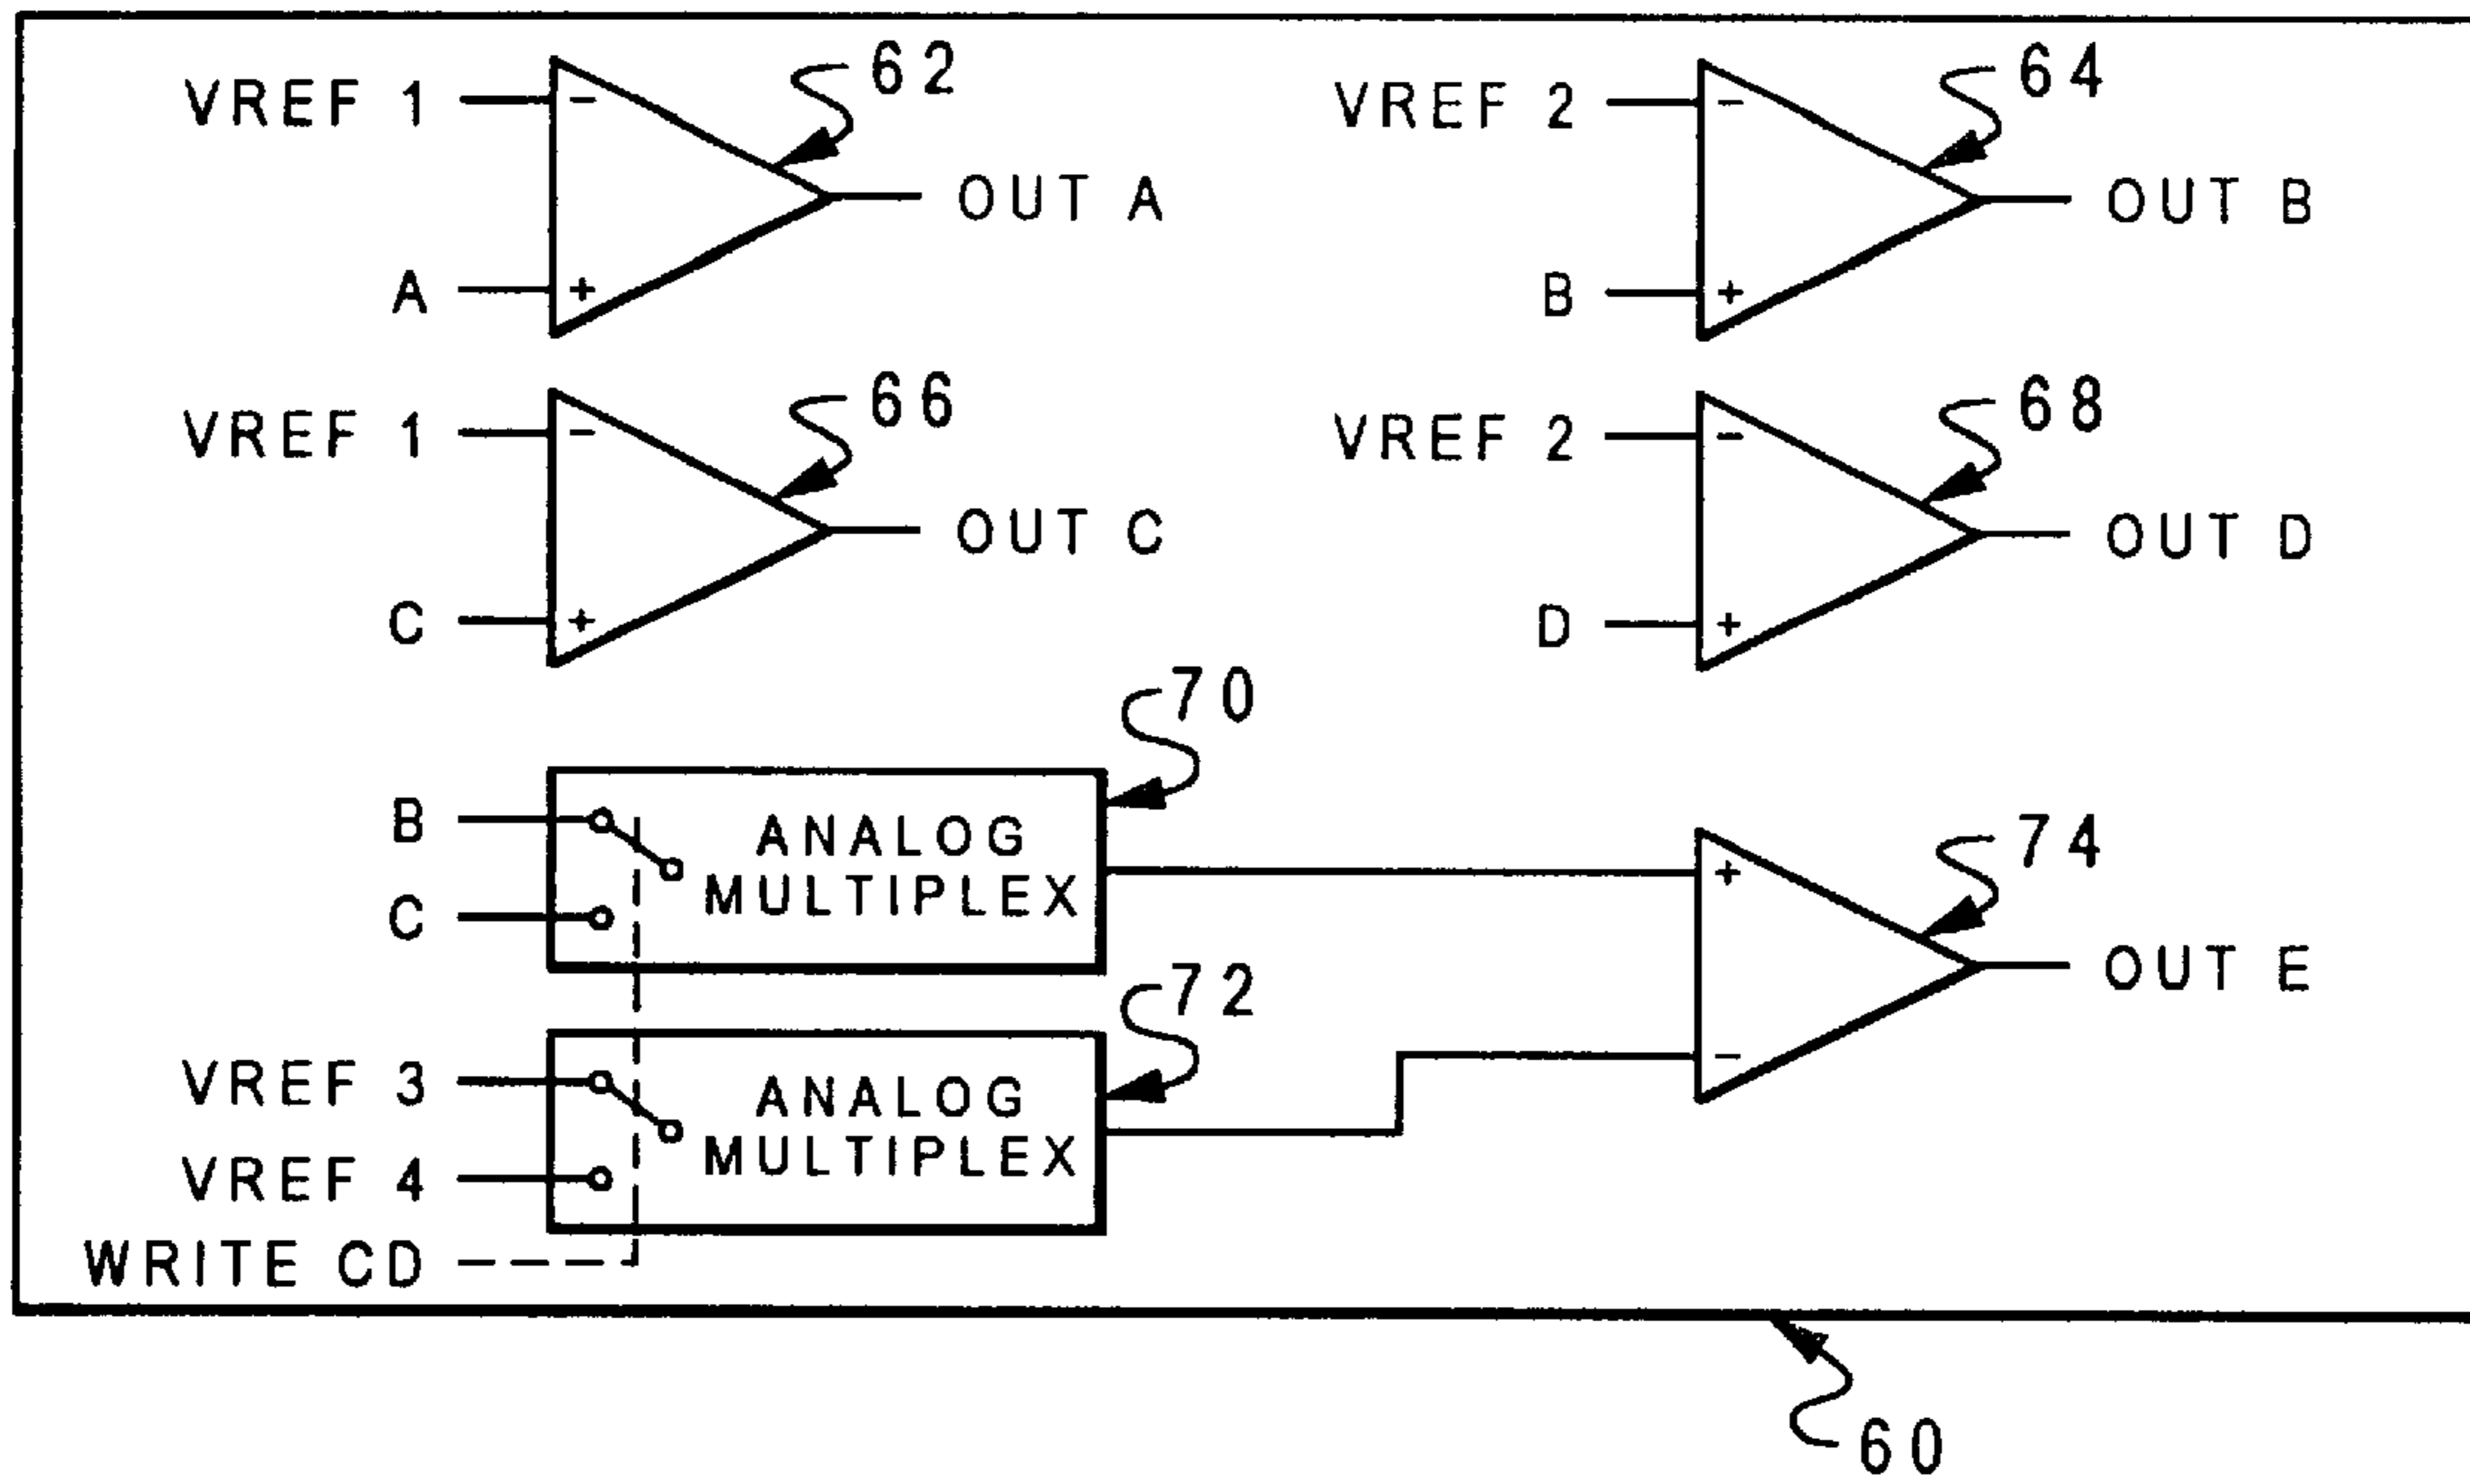 62
VREF 1
-
A
+
OUT A
64
VREF 2
-
B
+
OUT B
66
VREF 1
-
C
+
OUT C
68
VREF 2
-
D
+
OUT D
70
B
C
ANALOG
MULTIPLEX
72
VREF 3
VREF 4
ANALOG
MULTIPLEX
WRITE CD
74
+
-
OUT E
60